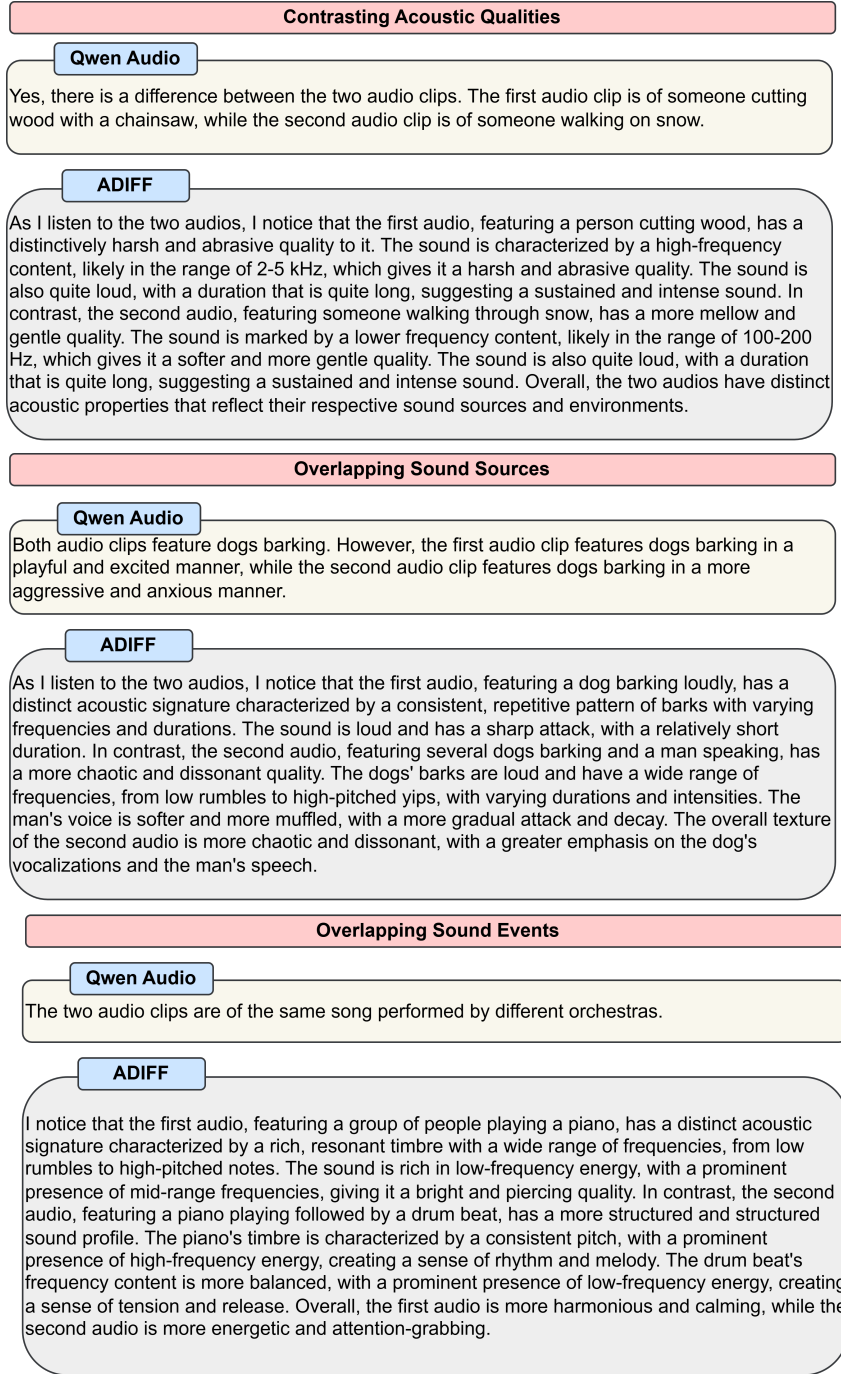 Contrasting Acoustic Qualities
Qwen Audio
Yes, there is a difference between the two audio clips. The first audio clip is of someone cutting
wood with a chainsaw, while the second audio clip is of someone walking on snow.
ADIFF
As I listen to the two audios, I notice that the first audio, featuring a person cutting wood, has a
distinctively harsh and abrasive quality to it. The sound is characterized by a high-frequency
content, likely in the range of 2-5 kHz, which gives it a harsh and abrasive quality. The sound is
also quite loud, with a duration that is quite long, suggesting a sustained and intense sound. In
contrast, the second audio, featuring someone walking through snow, has a more mellow and
gentle quality. The sound is marked by a lower frequency content, likely in the range of 100-200
Hz, which gives it a softer and more gentle quality. The sound is also quite loud, with a duration
that is quite long, suggesting a sustained and intense sound. Overall, the two audios have distinct
acoustic properties that reflect their respective sound sources and environments.
Overlapping Sound Sources
Qwen Audio
Both audio clips feature dogs barking. However, the first audio clip features dogs barking in a
playful and excited manner, while the second audio clip features dogs barking in a more
aggressive and anxious manner.
ADIFF
As I listen to the two audios, I notice that the first audio, featuring a dog barking loudly, has a
distinct acoustic signature characterized by a consistent, repetitive pattern of barks with varying
frequencies and durations. The sound is loud and has a sharp attack, with a relatively short
duration. In contrast, the second audio, featuring several dogs barking and a man speaking, has
a more chaotic and dissonant quality. The dogs' barks are loud and have a wide range of
frequencies, from low rumbles to high-pitched yips, with varying durations and intensities. The
man's voice is softer and more muffled, with a more gradual attack and decay. The overall texture
of the second audio is more chaotic and dissonant, with a greater emphasis on the dog's
vocalizations and the man's speech.
Overlapping Sound Events
Qwen Audio
The two audio clips are of the same song performed by different orchestras.
ADIFF
I notice that the first audio, featuring a group of people playing a piano, has a distinct acoustic
signature characterized by a rich, resonant timbre with a wide range of frequencies, from low
rumbles to high-pitched notes. The sound is rich in low-frequency energy, with a prominent
presence of mid-range frequencies, giving it a bright and piercing quality. In contrast, the second
audio, featuring a piano playing followed by a drum beat, has a more structured and structured
sound profile. The piano's timbre is characterized by a consistent pitch, with a prominent
presence of high-frequency energy, creating a sense of rhythm and melody. The drum beat's
frequency content is more balanced, with a prominent presence of low-frequency energy, creating
a sense of tension and release. Overall, the first audio is more harmonious and calming, while the
second audio is more energetic and attention-grabbing.